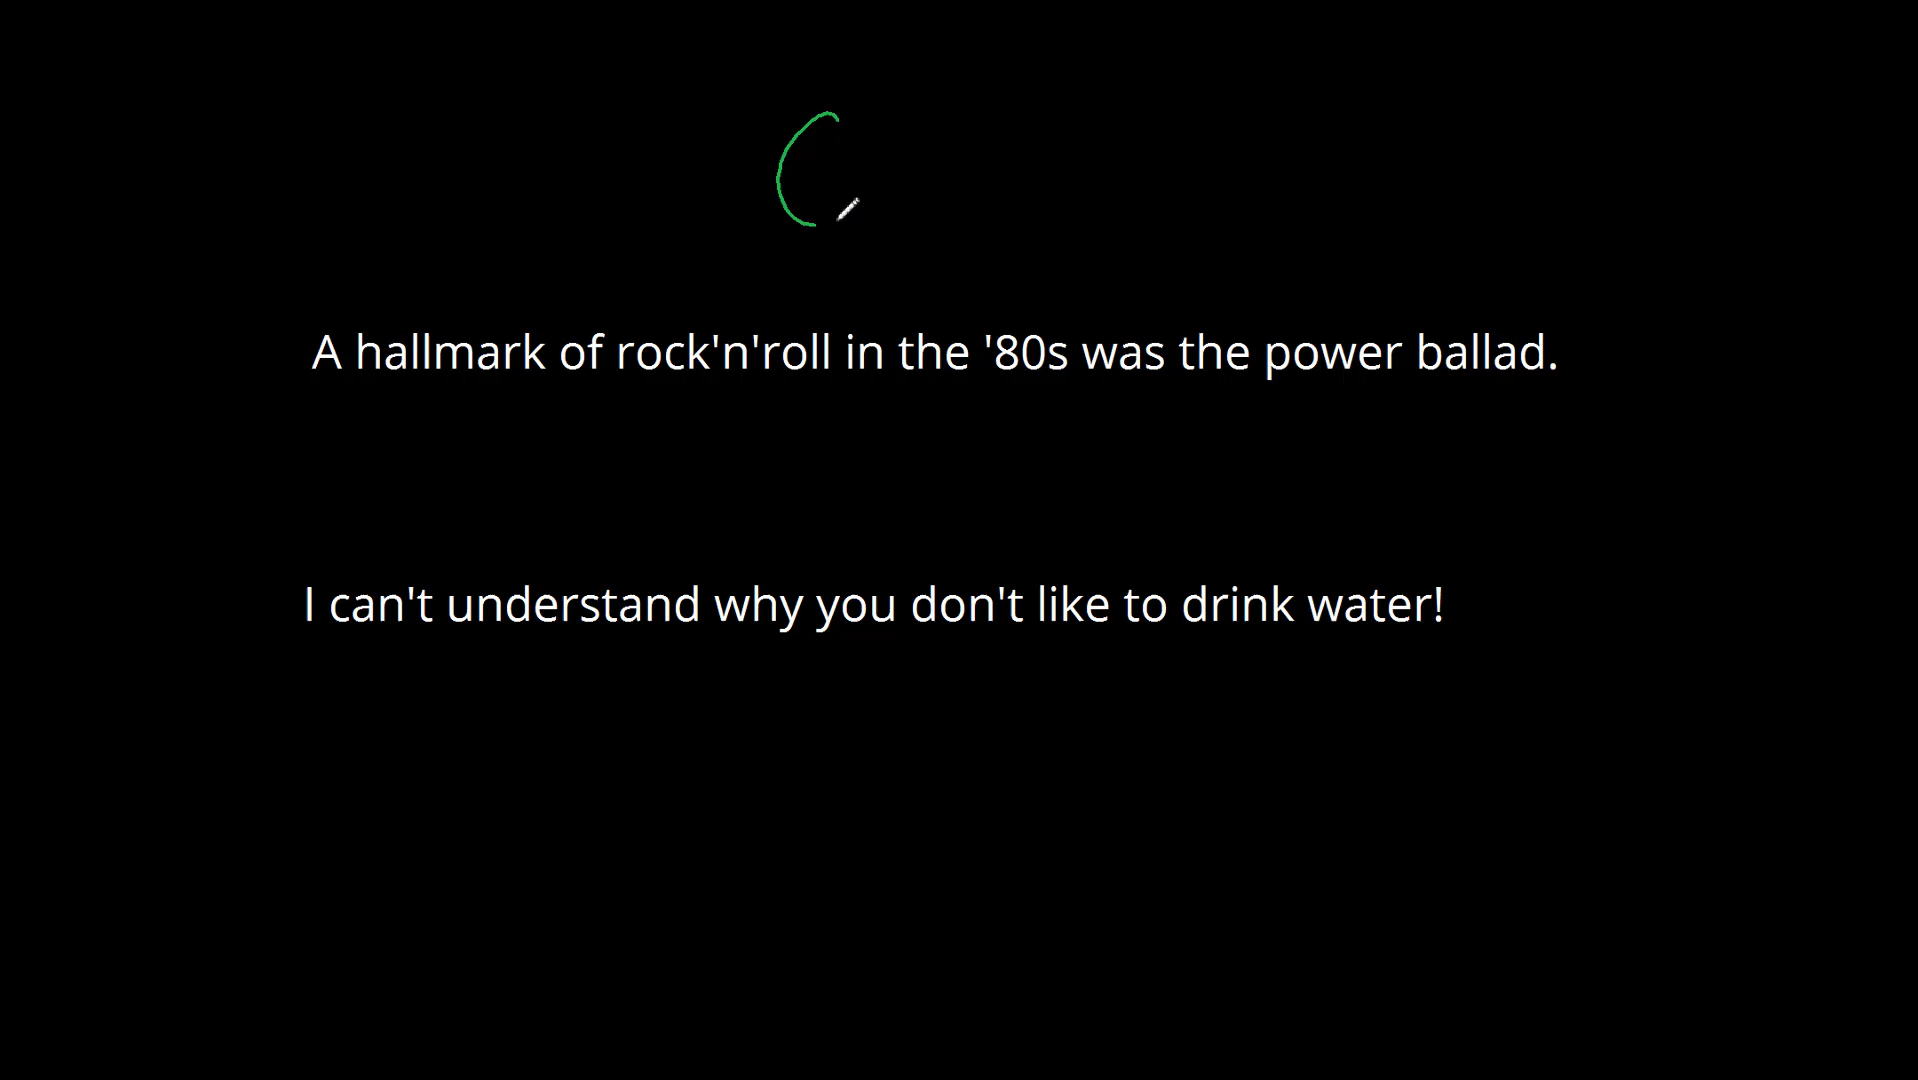 A hallmark of rock'n'roll in the '80s was the power ballad.
I can't understand why you don't like to drink water!